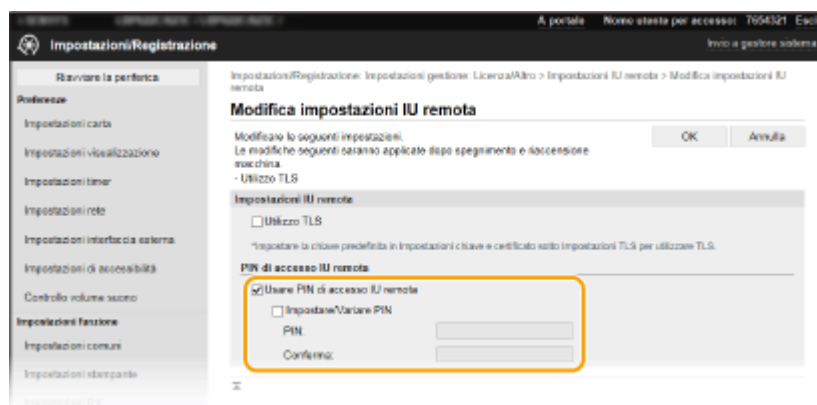 A portale Nome utente per accesso: 7654321 Esci
Impostazioni/Registrazione
Invio a gestore sistema
Riavviare la periferica
Preferenze
Impostazioni carta
Impostazioni visualizzazione
Impostazioni timer
Impostazioni rete
Impostazioni interfaccia esterna
Impostazioni di accessibilità
Controllo volume suono
Impostazioni funzione
Impostazioni comuni
Impostazioni stampante
Impostazioni/Registrazione: Impostazioni gestione: Licenza/Altro > Impostazioni IU remota > Modifica impostazioni IU
remota
Modifica impostazioni IU remota
Modificare le seguenti impostazioni.
Le modifiche seguenti saranno applicate dopo spegnimento e riaccensione
macchina.
- Utilizzo TLS
OK Annulla
Impostazioni IU remota
Utilizzo TLS
*Impostare la chiave predefinita in Impostazioni chiave e certificato sotto Impostazioni TLS per utilizzare TLS.
PIN di accesso IU remota
Usare PIN di accesso IU remota
Impostare/Variare PIN
PIN:
Conferma: